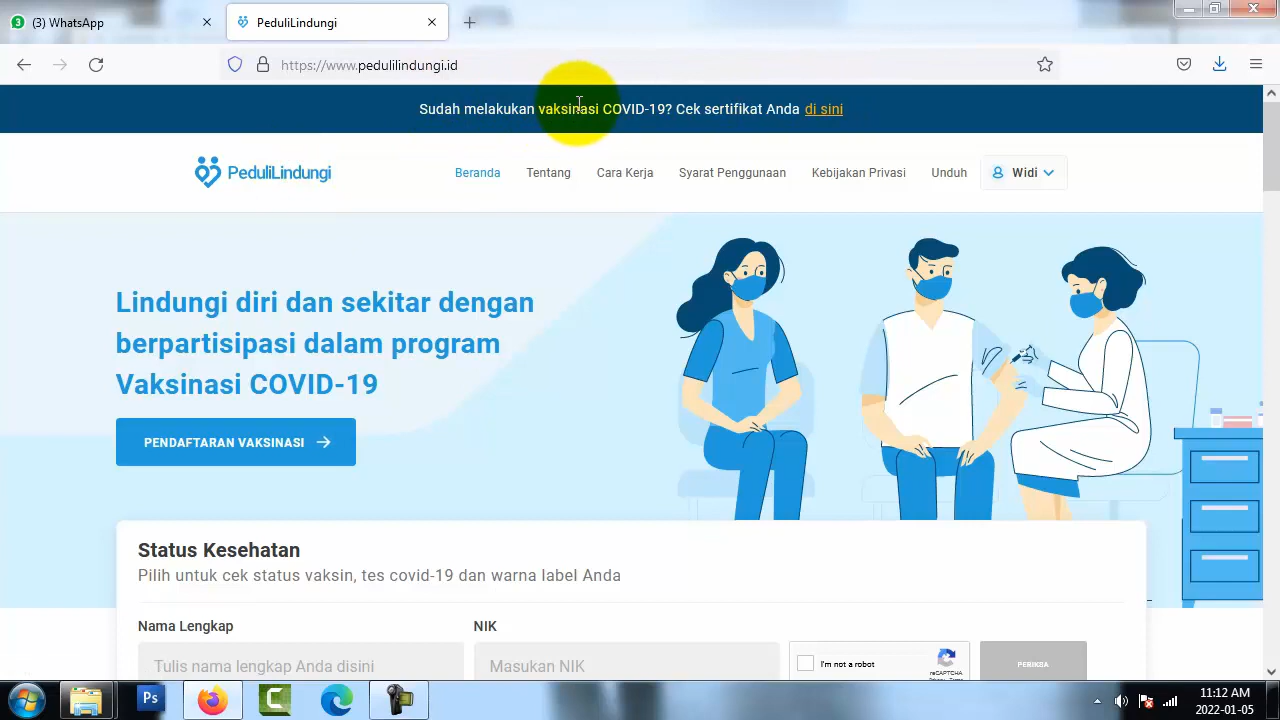 3 (3) WhatsApp
PeduliLindungi
https://www.pedulilindungi.id
Sudah melakukan vaksinasi COVID-19? Cek sertifikat Anda di sini
PeduliLindungi
Beranda Tentang Cara Kerja Syarat Penggunaan Kebijakan Privasi Unduh Widi
Lindungi diri dan sekitar dengan
berpartisipasi dalam program
Vaksinasi COVID-19
PENDAFTARAN VAKSINASI
Status Kesehatan
Pilih untuk cek status vaksin, tes covid-19 dan warna label Anda
Nama Lengkap NIK
Tulis nama lengkap Anda disini Masukan NIK I'm not a robot PERIKSA
reCAPTCHA
Ps C
11:12 AM
2022-01-05